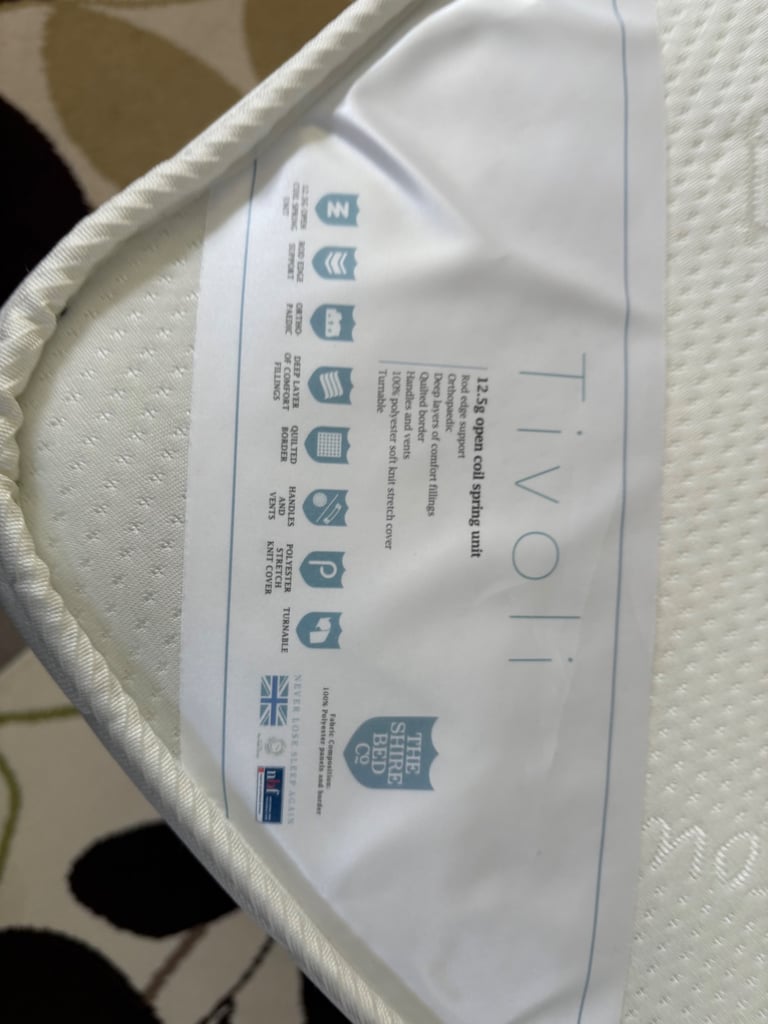 Tivoli
12.5g open coil spring unit
Rod edge support
Orthopaedic
Deep layers of comfort fillings
Quilted border
Handles and vents
100% polyester soft knit stretch cover
Turnable
12.5G OPEN
COIL SPRING
UNIT
ROD EDGE
SUPPORT
ORTHO-
PAEDIC
DEEP LAYER
OF COMFORT
FILLINGS
QUILTED
BORDER
HANDLES
AND
VENTS
P
POLYESTER
STRETCH
KNIT COVER
TURNABLE
THE
SHIRE
BED
CO
Fabric Composition:
100% Polyester panels and border
NEVER LOSE SLEEP AGAIN
nbf